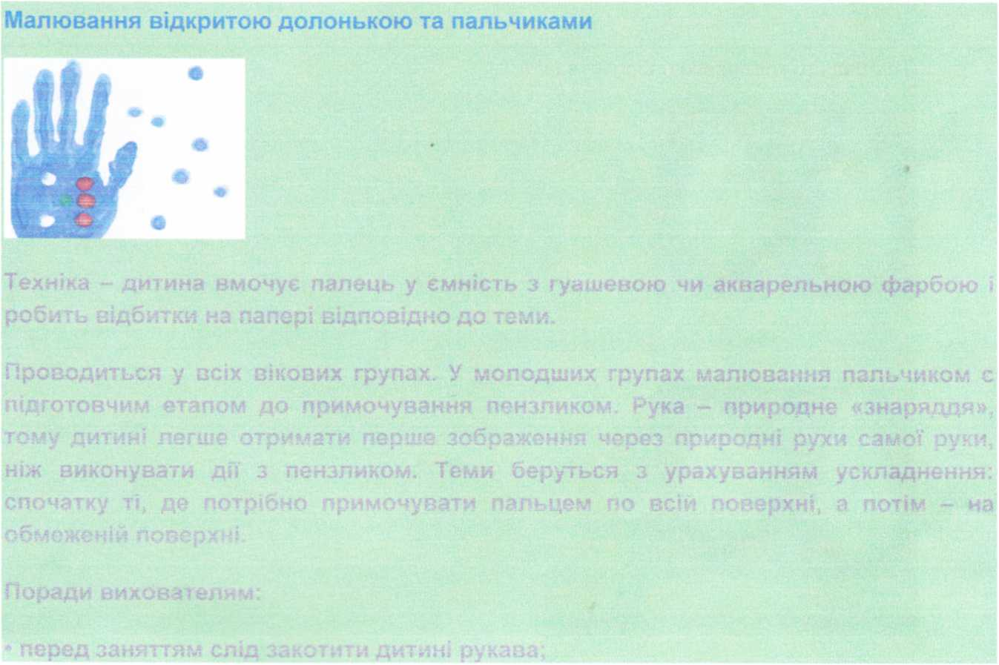 Малювання відкритою долонькою та пальчиками
Техніка – дитина вмочує палець у ємність з гуашевою чи акварельною фарбою і
робить відбитки на папері відповідно до теми.
Проводиться у всіх вікових групах. У молодших групах малювання пальчиком є
підготовчим етапом до примочування пензликом. Рука – природне «знаряддя»,
тому дитині легше отримати перше зображення через природні рухи самої руки,
ніж виконувати дії з пензликом. Теми беруться з урахуванням ускладнення:
спочатку ті, де потрібно примочувати пальцем по всій поверхні, а потім – на
обмеженій поверхні.
Поради вихователям:
• перед заняттям слід закотити дитині рукава;